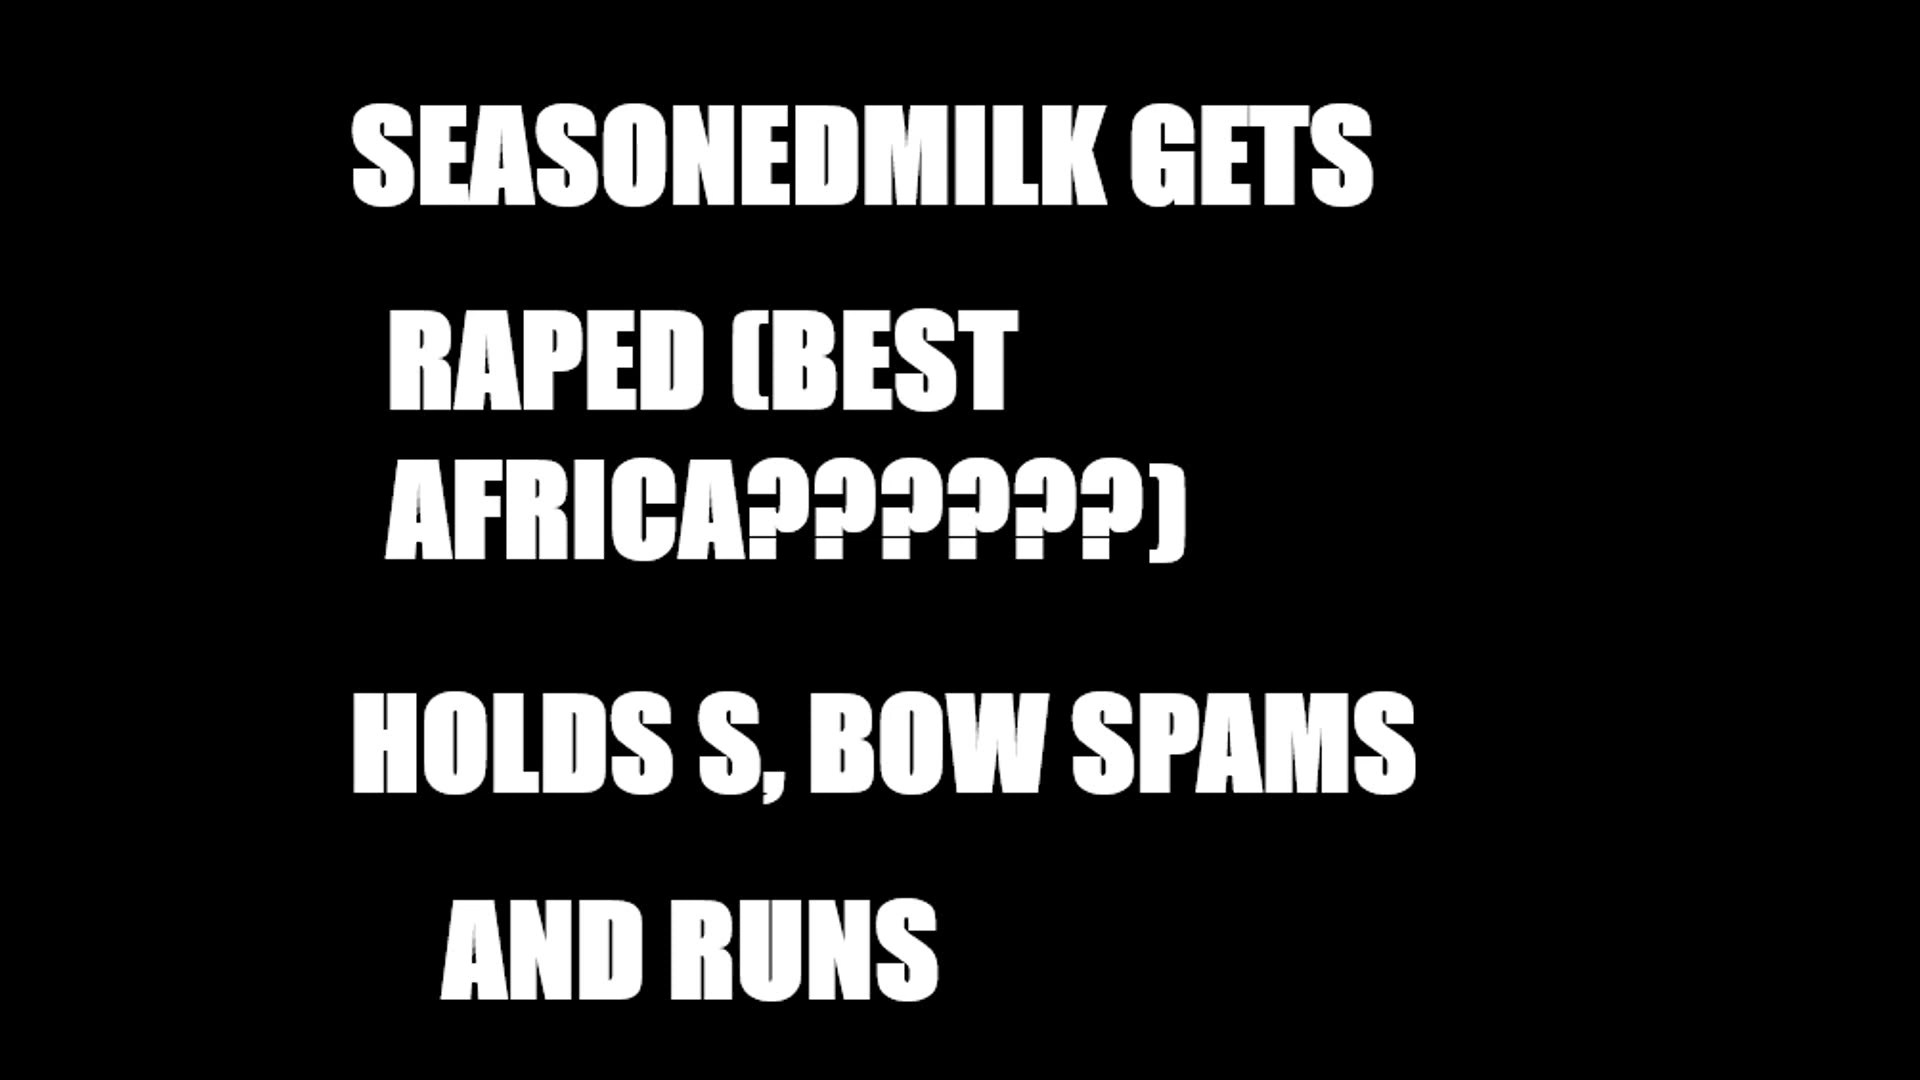 SEASONEDMILK GETS
RAPED (BEST
AFRICA??????)
HOLDS S, BOW SPAMS
AND RUNS